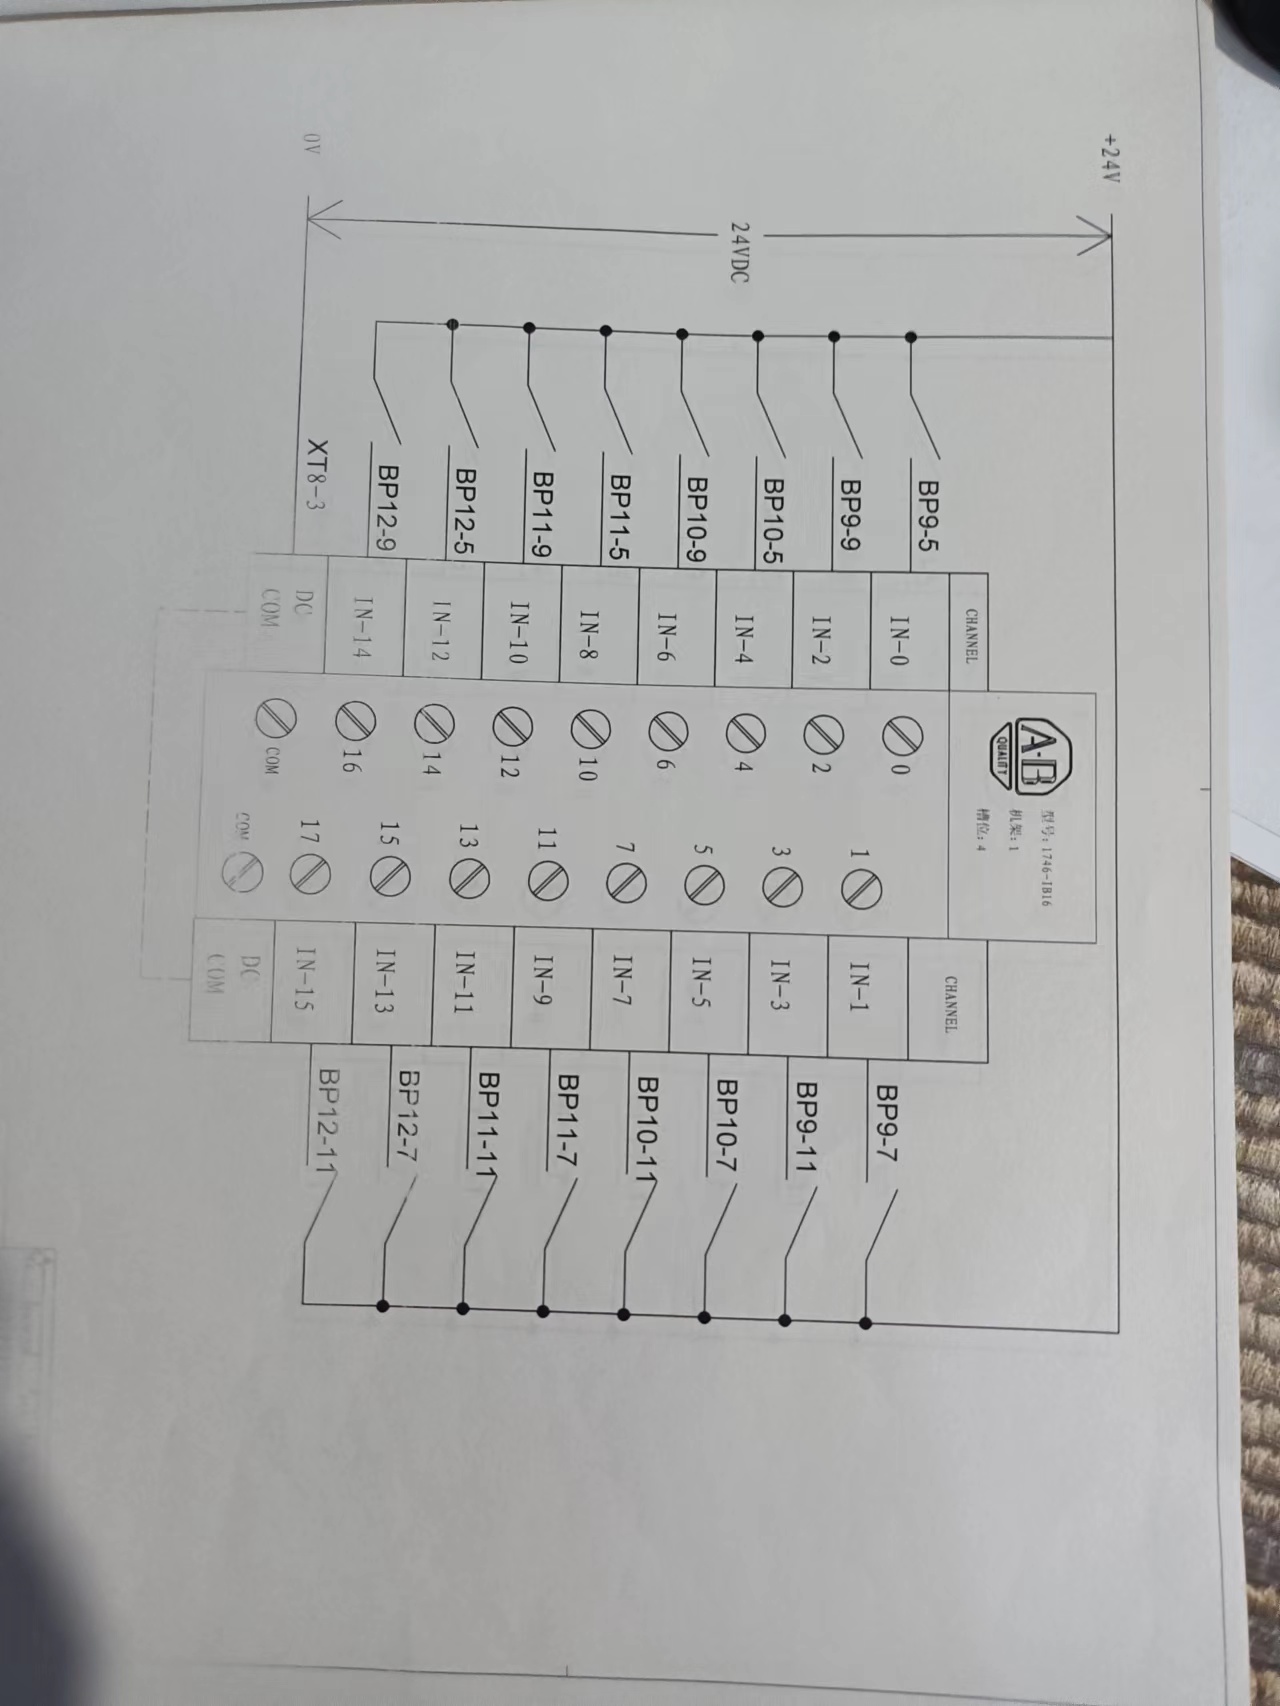 +24V
24VDC
0V
BP9-5
BP9-9
BP10-5
BP10-9
BP11-5
BP11-9
BP12-5
BP12-9
XT8-3
CHANNEL
IN-0
IN-2
IN-4
IN-6
IN-8
IN-10
IN-12
IN-14
DC
COM
A-B
QUALITY
型号: 1746-IB16
机架: 1
槽位: 4
0
2
4
6
10
12
14
16
COM
1
3
5
7
11
13
15
17
COM
CHANNEL
IN-1
IN-3
IN-5
IN-7
IN-9
IN-11
IN-13
IN-15
DC
COM
BP9-7
BP9-11
BP10-7
BP10-11
BP11-7
BP11-11
BP12-7
BP12-11